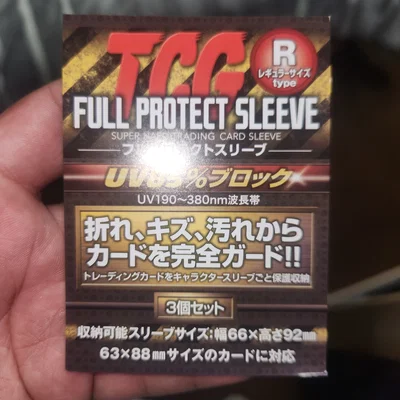 TCG
R
レギュラーサイズ
type
FULL PROTECT SLEEVE
SUPER HARD TRADING CARD SLEEVE
フルプロテクトスリーブ
ブロック
UV190～380nm波長帯
折れ、キズ、汚れから
カードを完全ガード!!
トレーディングカードをキャラクタースリーブごと保護収納
3個セット
収納可能スリーブサイズ:幅66×高さ92mm
63×88mmサイズのカードに対応